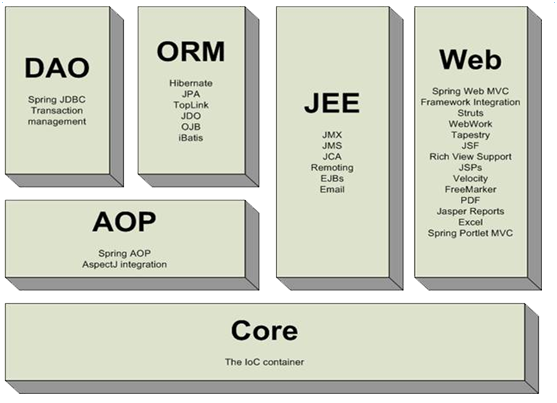 DAO
Spring JDBC
Transaction
management
ORM
Hibernate
JPA
TopLink
JDO
OJB
iBatis
JEE
JMX
JMS
JCA
Remoting
EJBs
Email
Web
Spring Web MVC
Framework Integration
Struts
WebWork
Tapestry
JSF
Rich View Support
JSPs
Velocity
FreeMarker
PDF
Jasper Reports
Excel
Spring Portlet MVC
AOP
Spring AOP
AspectJ integration
Core
The IoC container